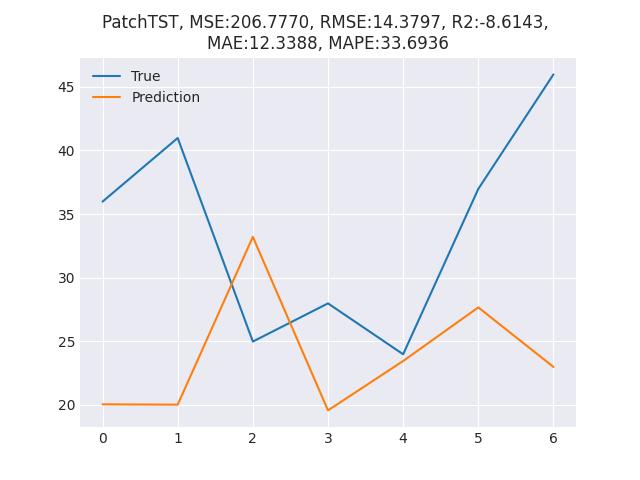 PatchTST, MSE:206.7770, RMSE:14.3797, R2:-8.6143,
MAE:12.3388, MAPE:33.6936
True
Prediction
45
40
35
30
25
20
0 1 2 3 4 5 6